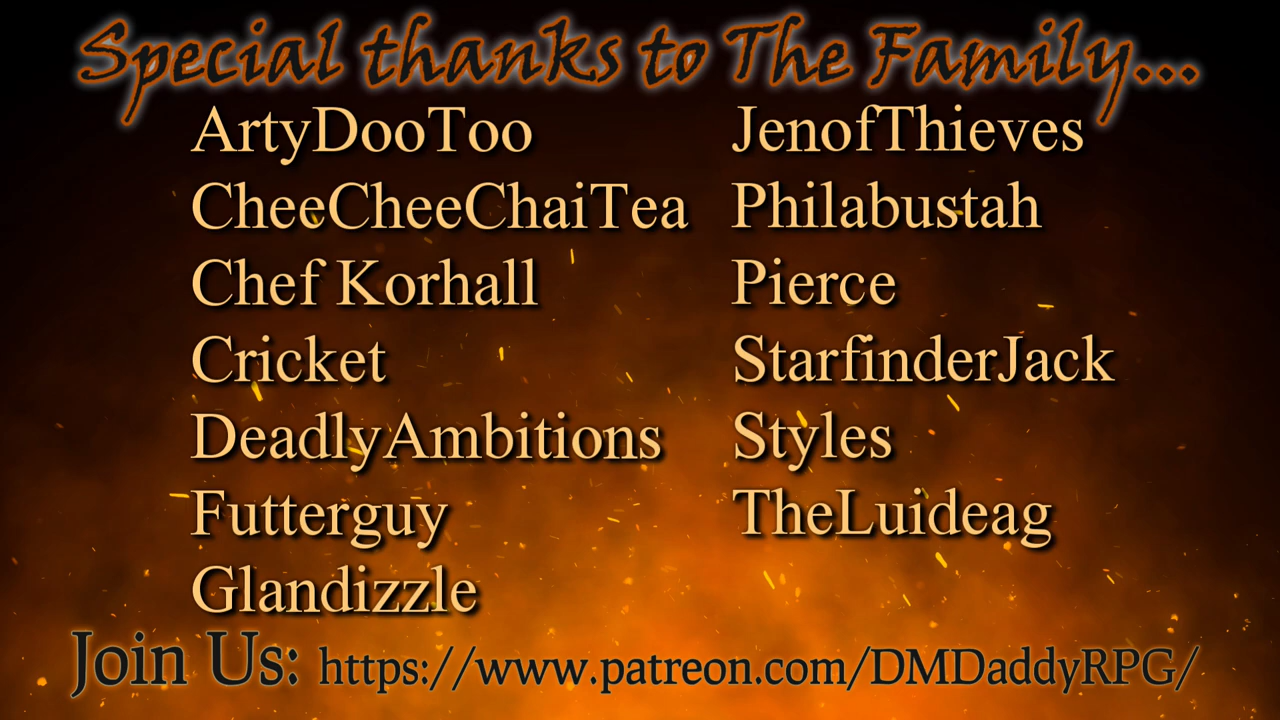 Special thanks to The Family...
ArtyDooToo
CheeCheeChaiTea
Chef Korhall
Cricket
DeadlyAmbitions
Futterguy
Glandizzle
JenofThieves
Philabustah
Pierce
StarfinderJack
Styles
TheLuideag
Join Us: https://www.patreon.com/DMDaddyRPG/